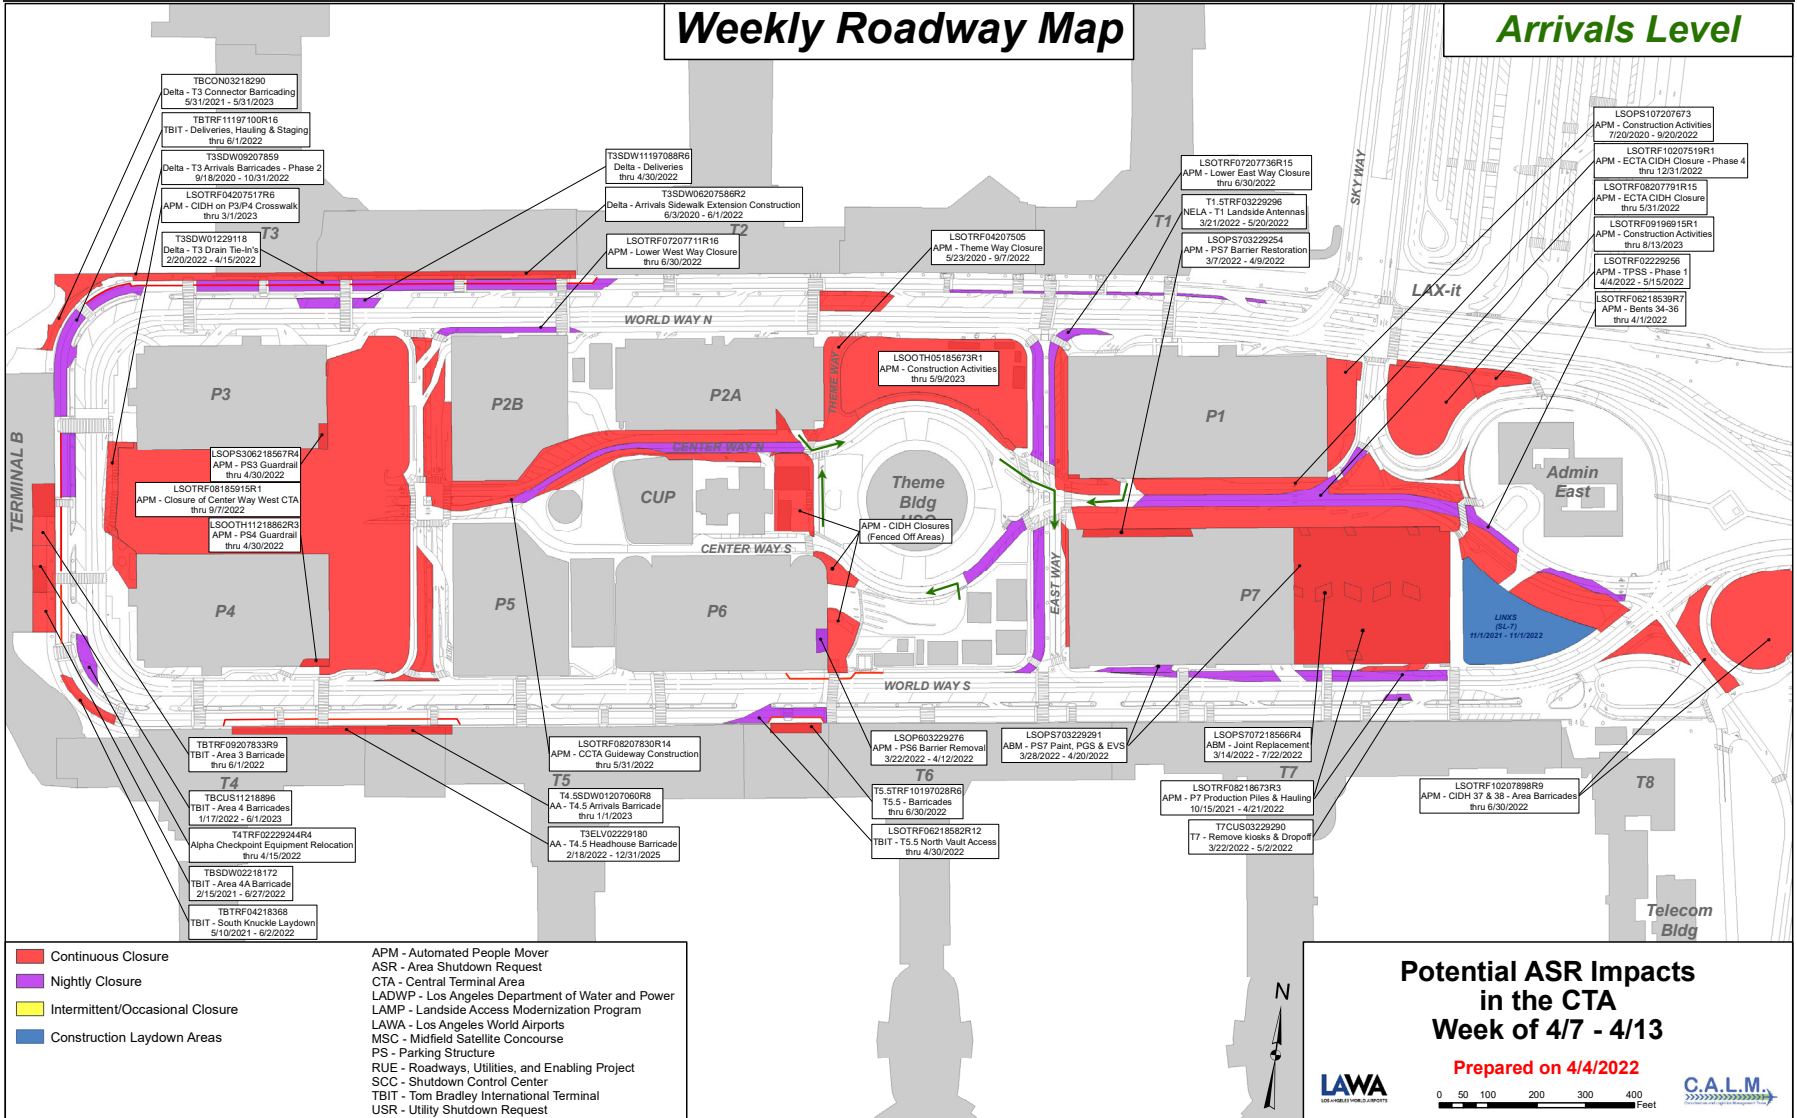 Weekly Roadway Map
Arrivals Level
TBCON03218290
Delta - T3 Connector Barricading
5/31/2021 - 5/31/2023
TBTRF11197100R16
TBIT - Deliveries, Hauling & Staging
thru 6/1/2022
T3SDW09207859
Delta - T3 Arrivals Barricades - Phase 2
9/18/2020 - 10/31/2022
LSOTRF04207517R6
APM - CIDH on P3/P4 Crosswalk
thru 3/1/2023
T3SDW01229118
Delta - T3 Drain Tie-In's
2/20/2022 - 4/15/2022
T3SDW11197088R6
Delta - Deliveries
thru 4/30/2022
T3SDW06207586R2
Delta - Arrivals Sidewalk Extension Construction
6/3/2020 - 6/1/2022
LSOTRF07207711R16
APM - Lower West Way Closure
thru 6/30/2022
LSOTRF04207505
APM - Theme Way Closure
5/23/2020 - 9/7/2022
LSOTRF07207736R15
APM - Lower East Way Closure
thru 6/30/2022
T1.5TRF03229296
NELA - T1 Landside Antennas
3/21/2022 - 5/20/2022
LSOPS703229254
APM - PS7 Barrier Restoration
3/7/2022 - 4/9/2022
LSOPS107207673
APM - Construction Activities
7/20/2020 - 9/20/2022
LSOTRF10207519R1
APM - ECTA CIDH Closure - Phase 4
thru 12/31/2022
LSOTRF08207791R15
APM - ECTA CIDH Closure
thru 5/31/2022
LSOTRF09196915R1
APM - Construction Activities
thru 8/13/2023
LSOTRF02229256
APM - TPSS - Phase 1
4/4/2022 - 5/15/2022
LSOTRF06218539R7
APM - Bents 34-36
thru 4/1/2022
T3
T2
T1
SKY WAY
LAX-it
WORLD WAY N
P3
P2B
P2A
THEME WAY
LSOOTH05185673R1
APM - Construction Activities
thru 5/9/2023
P1
CENTER WAY N
TERMINAL B
LSOPS306218567R4
APM - PS3 Guardrail
thru 4/30/2022
LSOTRF08185915R1
APM - Closure of Center Way West CTA
thru 9/7/2022
LSOOTH11218862R3
APM - PS4 Guardrail
thru 4/30/2022
CUP
Theme
Bldg
USO
APM - CIDH Closures
(Fenced Off Areas)
Admin
East
CENTER WAY S
EAST WAY
P4
P5
P6
P7
LINXS
(SL-7)
11/1/2021 - 11/1/2022
WORLD WAY S
TBTRF09207833R9
TBIT - Area 3 Barricade
thru 6/1/2022
T4
TBCUS11218896
TBIT - Area 4 Barricades
1/17/2022 - 6/1/2023
T4TRF02229244R4
Alpha Checkpoint Equipment Relocation
thru 4/15/2022
TBSDW02218172
TBIT - Area 4A Barricade
2/15/2021 - 6/27/2022
TBTRF04218368
TBIT - South Knuckle Laydown
5/10/2021 - 6/2/2022
LSOTRF08207830R14
APM - CCTA Guideway Construction
thru 5/31/2022
T5
T4.5SDW01207060R8
AA - T4.5 Arrivals Barricade
thru 1/1/2023
T3ELV02229180
AA - T4.5 Headhouse Barricade
2/18/2022 - 12/31/2025
LSOP603229276
APM - PS6 Barrier Removal
3/22/2022 - 4/12/2022
T6
T5.5TRF10197028R6
T5.5 - Barricades
thru 6/30/2022
LSOTRF06218582R12
TBIT - T5.5 North Vault Access
thru 4/30/2022
LSOPS703229291
ABM - PS7 Paint, PGS & EVS
3/28/2022 - 4/20/2022
LSOPS707218566R4
ABM - Joint Replacement
3/14/2022 - 7/22/2022
T7
LSOTRF08218673R3
APM - P7 Production Piles & Hauling
10/15/2021 - 4/21/2022
T7CUS03229290
T7 - Remove kiosks & Dropoff
3/22/2022 - 5/2/2022
LSOTRF10207898R9
APM - CIDH 37 & 38 - Area Barricades
thru 6/30/2022
T8
Telecom
Bldg
Continuous Closure
Nightly Closure
Intermittent/Occasional Closure
Construction Laydown Areas
APM - Automated People Mover
ASR - Area Shutdown Request
CTA - Central Terminal Area
LADWP - Los Angeles Department of Water and Power
LAMP - Landside Access Modernization Program
LAWA - Los Angeles World Airports
MSC - Midfield Satellite Concourse
PS - Parking Structure
RUE - Roadways, Utilities, and Enabling Project
SCC - Shutdown Control Center
TBIT - Tom Bradley International Terminal
USR - Utility Shutdown Request
N
Potential ASR Impacts
in the CTA
Week of 4/7 - 4/13
Prepared on 4/4/2022
LAWA
LOS ANGELES WORLD AIRPORTS
0 50 100 200 300 400
Feet
C.A.L.M.